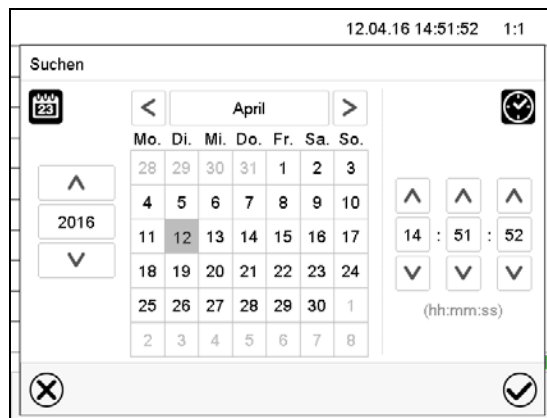 12.04.16 14:51:52 1:1
Suchen
23
< April >
Mo. Di. Mi. Do. Fr. Sa. So.
28 29 30 31 1 2 3
4 5 6 7 8 9 10
2016
11 12 13 14 15 16 17
14 : 51 : 52
18 19 20 21 22 23 24
25 26 27 28 29 30 1
(hh:mm:ss)
2 3 4 5 6 7 8